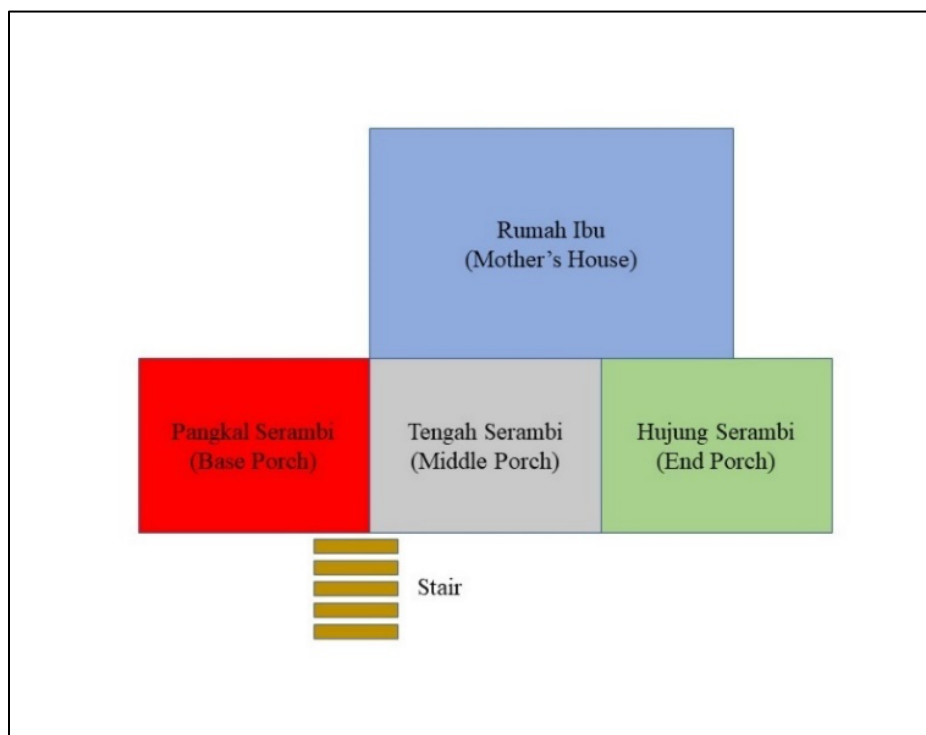 Rumah Ibu
(Mother’s House)
Pangkal Serambi
(Base Porch)
Tengah Serambi
(Middle Porch)
Hujung Serambi
(End Porch)
Stair